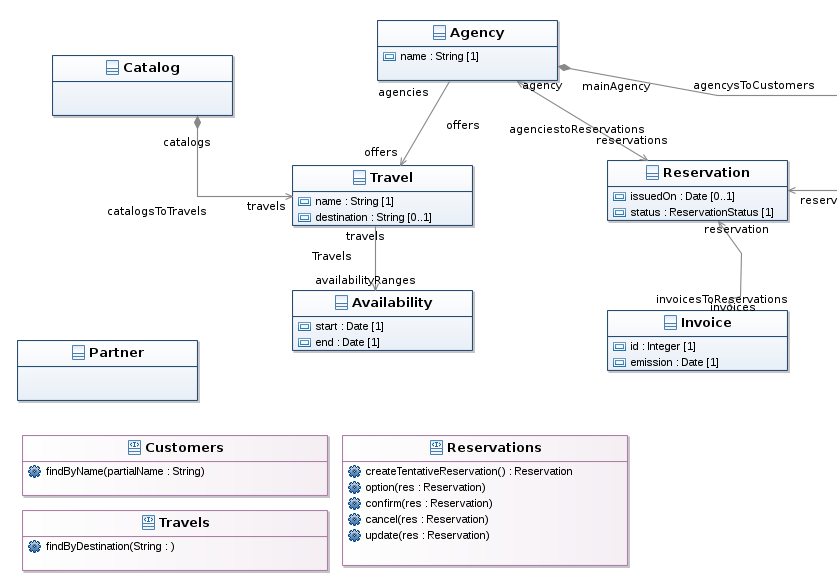 Agency
name : String [1]
Catalog
agencies
agency
mainAgency
agencysToCustomers
offers
agenciestoReservations
catalogs
reservations
offers
Travel
name : String [1]
destination : String [0..1]
Reservation
issuedOn : Date [0..1]
status : ReservationStatus [1]
reserv
catalogsToTravels
travels
travels
reservation
Travels
availabilityRanges
invoicesToReservations
invoices
Availability
start : Date [1]
end : Date [1]
Invoice
id : Integer [1]
emission : Date [1]
Partner
Customers
findByName(partialName : String)
Reservations
createTentativeReservation() : Reservation
option(res : Reservation)
confirm(res : Reservation)
cancel(res : Reservation)
update(res : Reservation)
Travels
findByDestination(String : )